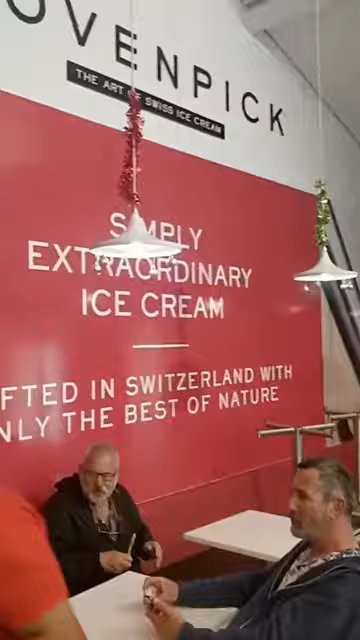 OVENPICK
THE ART OF SWISS ICE CREAM
SIMPLY
EXTRAORDINARY
ICE CREAM
FTED IN SWITZERLAND WITH
NLY THE BEST OF NATURE